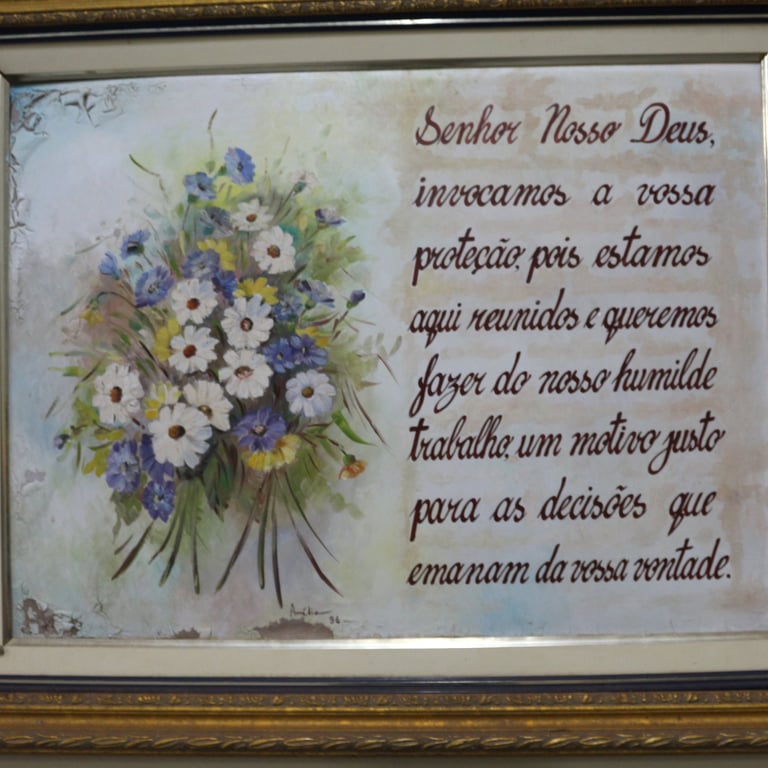 Senhor Nosso Deus,
invocamos a vossa
proteção, pois estamos
aqui reunidos e queremos
fazer do nosso humilde
trabalho, um motivo justo
para as decisões que
emanam da vossa vontade.